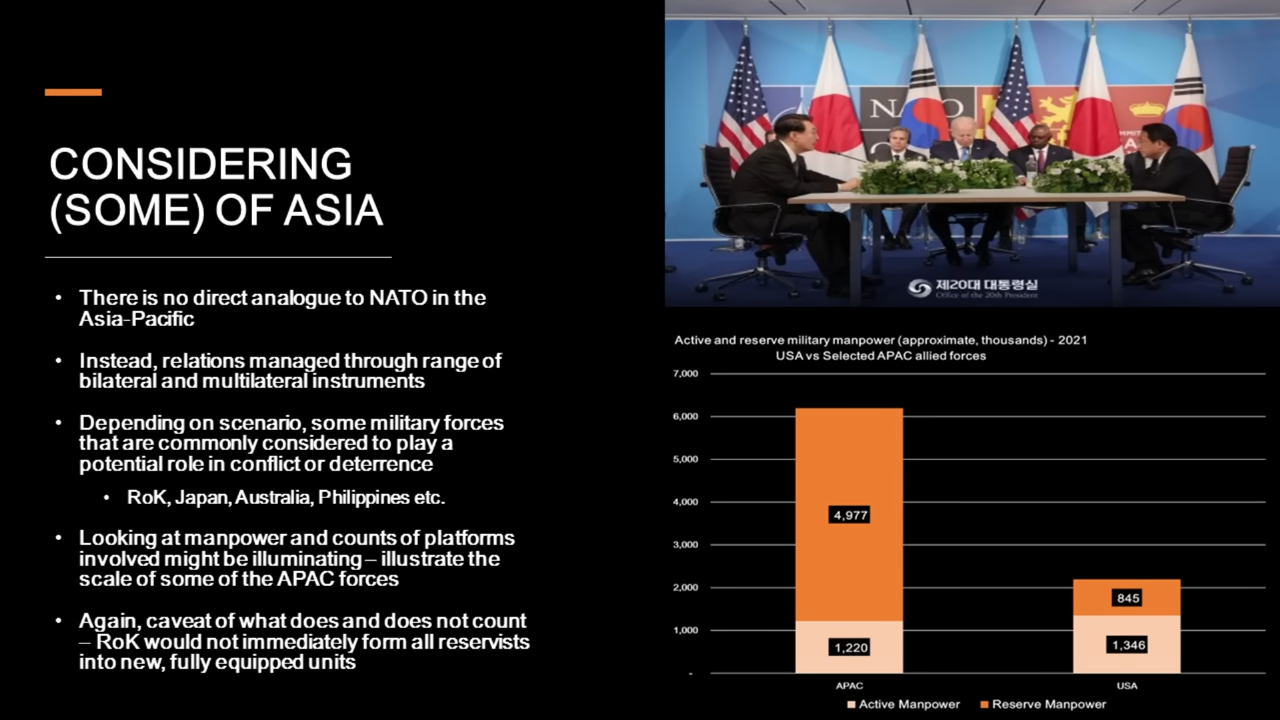 CONSIDERING
(SOME) OF ASIA
• There is no direct analogue to NATO in the
Asia-Pacific
• Instead, relations managed through range of
bilateral and multilateral instruments
• Depending on scenario, some military forces
that are commonly considered to play a
potential role in conflict or deterrence
• RoK, Japan, Australia, Philippines etc.
• Looking at manpower and counts of platforms
involved might be illuminating – illustrate the
scale of some of the APAC forces
• Again, caveat of what does and does not count
– RoK would not immediately form all reservists
into new, fully equipped units
제20대 대통령실
Office of the 20th President
Active and reserve military manpower (approximate, thousands) - 2021
USA vs Selected APAC allied forces
7,000
6,000
5,000
4,000
3,000
2,000
1,000
-
4,977
1,220
845
1,346
APAC
USA
Active Manpower
Reserve Manpower